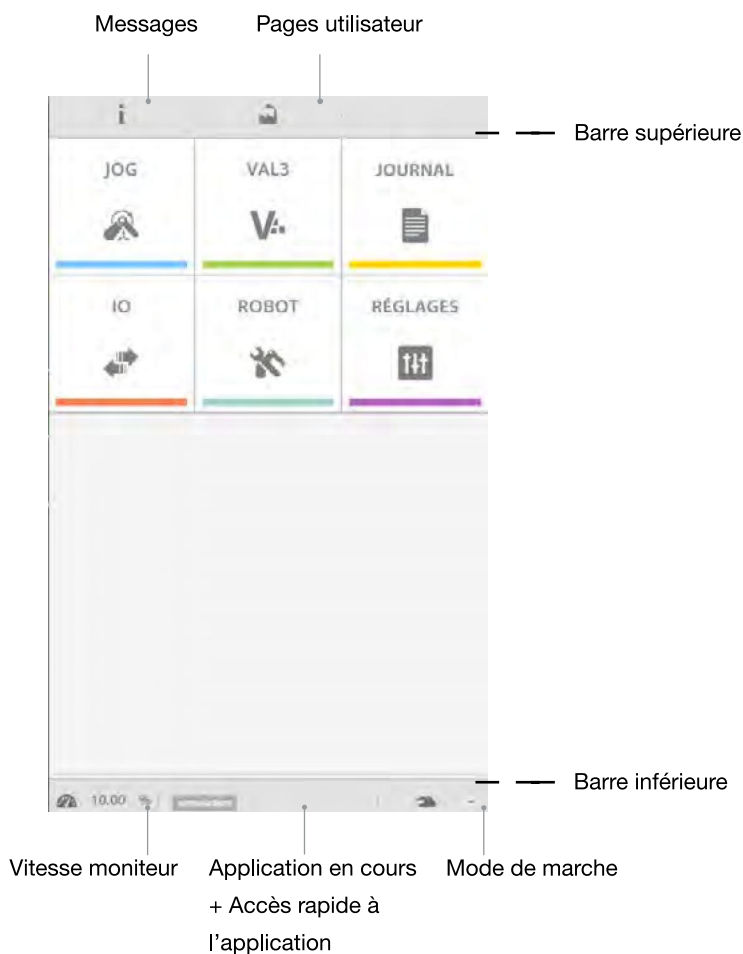 Messages Pages utilisateur
Barre supérieure
JOG VAL3 JOURNAL
IO ROBOT RÉGLAGES
Barre inférieure
10.00 %
Vitesse moniteur Application en cours Mode de marche
+ Accès rapide à
l'application